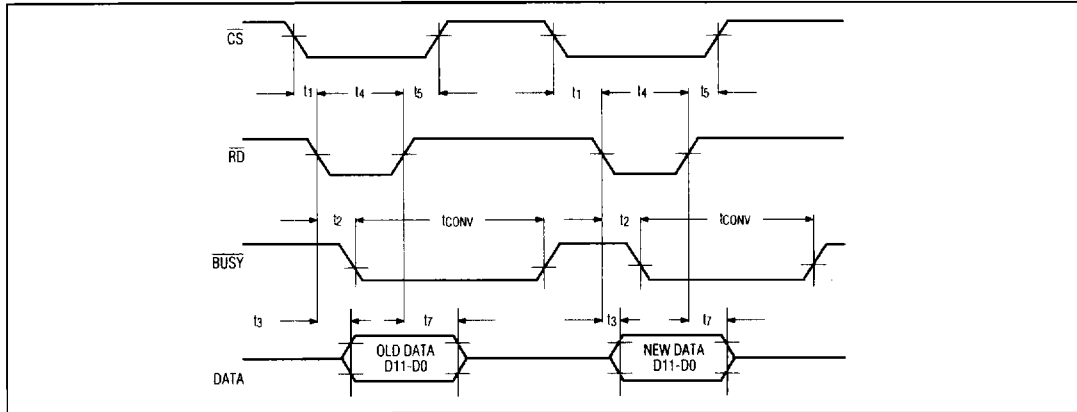 CS
t1 t4 t5 t1 t4 t5
RD
t2 tCONV t2 tCONV
BUSY
t3 t7 t3 t7
OLD DATA
D11-D0
NEW DATA
D11-D0
DATA